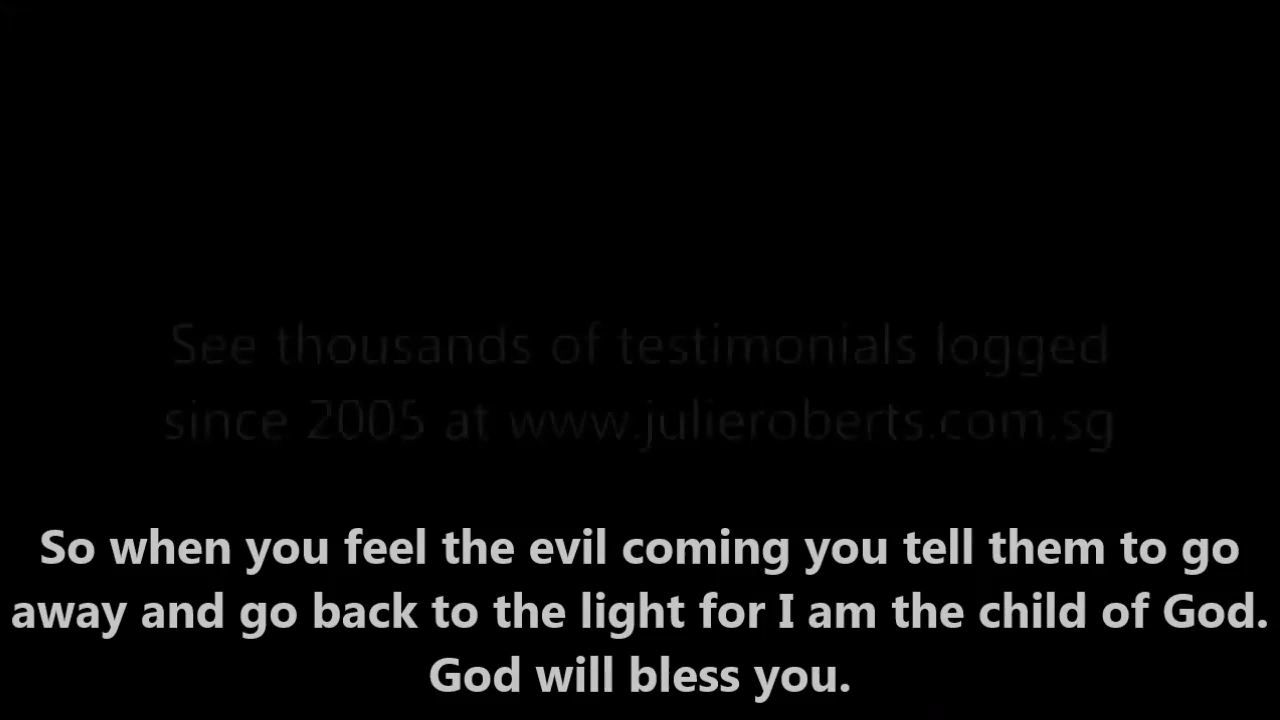 See thousands of testimonials logged
since 2005 at www.julieroberts.com.sg
So when you feel the evil coming you tell them to go
away and go back to the light for I am the child of God.
God will bless you.